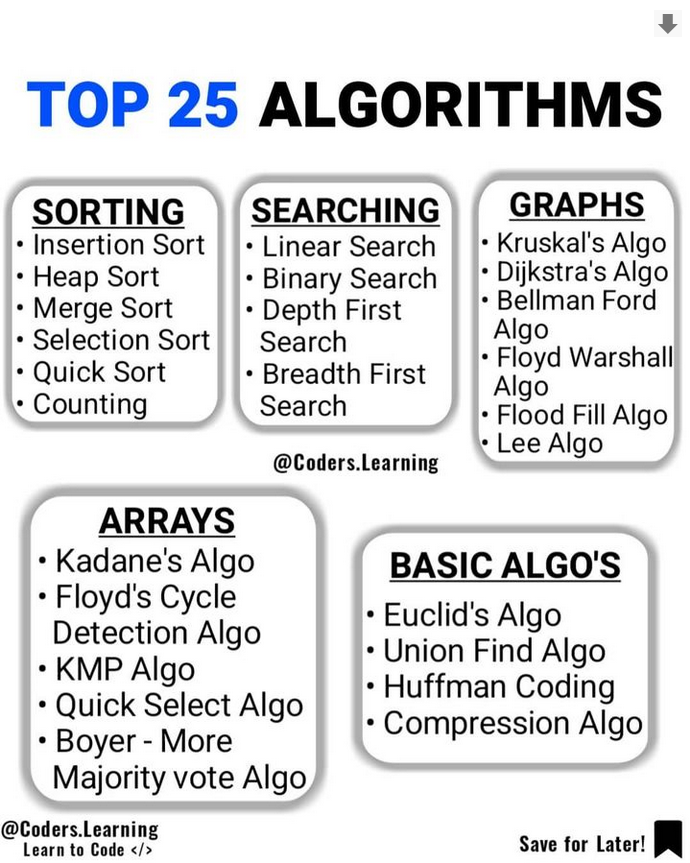 TOP 25 ALGORITHMS
SORTING
• Insertion Sort
• Heap Sort
• Merge Sort
• Selection Sort
• Quick Sort
• Counting
SEARCHING
• Linear Search
• Binary Search
• Depth First
Search
• Breadth First
Search
GRAPHS
• Kruskal's Algo
• Dijkstra's Algo
• Bellman Ford
Algo
• Floyd Warshall
Algo
• Flood Fill Algo
• Lee Algo
@Coders.Learning
ARRAYS
• Kadane's Algo
• Floyd's Cycle
Detection Algo
• KMP Algo
• Quick Select Algo
• Boyer - More
Majority vote Algo
BASIC ALGO'S
• Euclid's Algo
• Union Find Algo
• Huffman Coding
• Compression Algo
@Coders.Learning
Learn to Code </>
Save for Later!